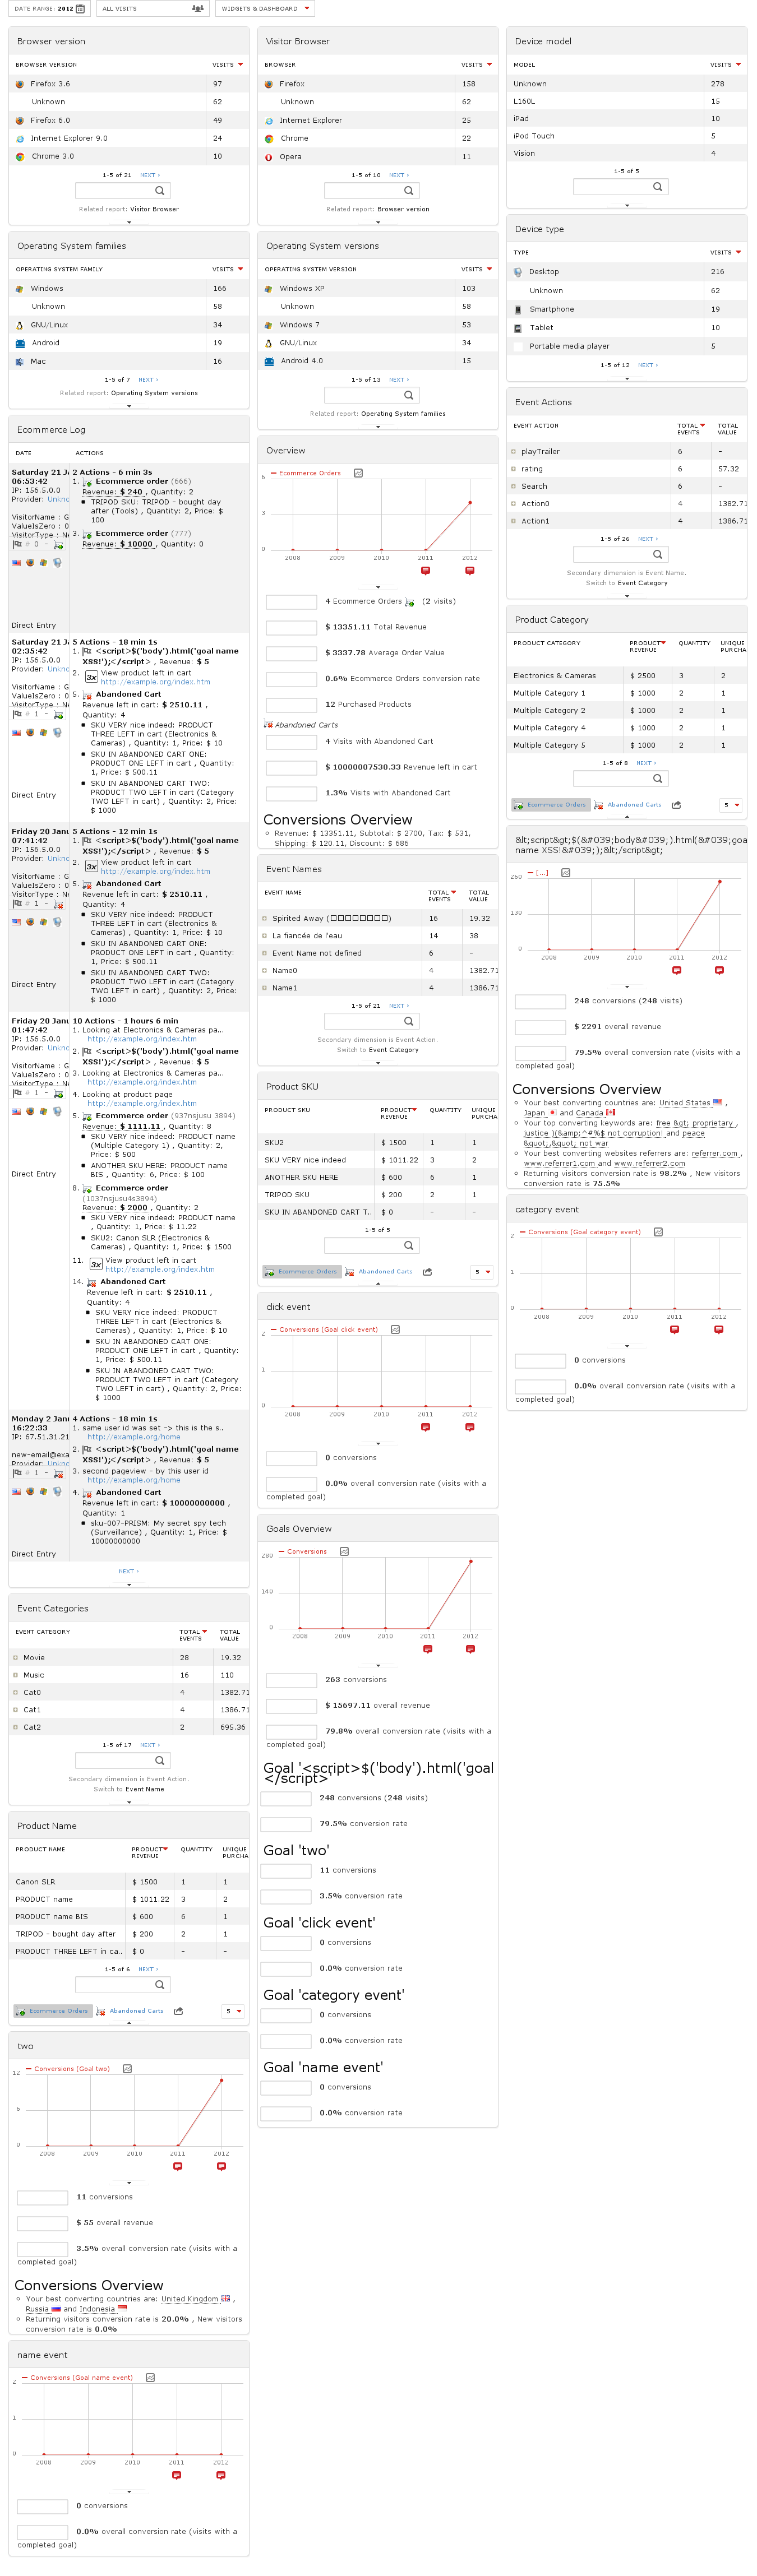 DATE RANGE: 2012
ALL VISITS
WIDGETS & DASHBOARD
Browser version
BROWSER VERSION VISITS
Firefox 3.6 97
Unknown 62
Firefox 6.0 49
Internet Explorer 9.0 24
Chrome 3.0 10
1-5 of 21 NEXT ›
Related report: Visitor Browser
Operating System families
OPERATING SYSTEM FAMILY VISITS
Windows 166
Unknown 58
GNU/Linux 34
Android 19
Mac 16
1-5 of 7 NEXT ›
Related report: Operating System versions
Ecommerce Log
DATE ACTIONS
Saturday 21 Ja
06:53:42
IP: 156.5.0.0
Provider: Unkno
VisitorName : G
ValueIsZero : 0
VisitorType : Ne
# 0 -
Direct Entry
2 Actions - 6 min 3s
1. Ecommerce order (666)
Revenue: $ 240 , Quantity: 2
TRIPOD SKU: TRIPOD - bought day
after (Tools) , Quantity: 2, Price: $
100
3. Ecommerce order (777)
Revenue: $ 10000 , Quantity: 0
Saturday 21 Ja
02:35:42
IP: 156.5.0.0
Provider: Unkno
VisitorName : G
ValueIsZero : 0
VisitorType : Ne
# 1 -
Direct Entry
5 Actions - 18 min 1s
1. <script>$('body').html('goal name
XSS!');</script> , Revenue: $ 5
2. 3x View product left in cart
http://example.org/index.htm
5. Abandoned Cart
Revenue left in cart: $ 2510.11 ,
Quantity: 4
SKU VERY nice indeed: PRODUCT
THREE LEFT in cart (Electronics &
Cameras) , Quantity: 1, Price: $ 10
SKU IN ABANDONED CART ONE:
PRODUCT ONE LEFT in cart , Quantity:
1, Price: $ 500.11
SKU IN ABANDONED CART TWO:
PRODUCT TWO LEFT in cart (Category
TWO LEFT in cart) , Quantity: 2, Price:
$ 1000
Friday 20 Janu
07:41:42
IP: 156.5.0.0
Provider: Unkno
VisitorName : G
ValueIsZero : 0
VisitorType : Ne
# 1 -
Direct Entry
5 Actions - 12 min 1s
1. <script>$('body').html('goal name
XSS!');</script> , Revenue: $ 5
2. 3x View product left in cart
http://example.org/index.htm
5. Abandoned Cart
Revenue left in cart: $ 2510.11 ,
Quantity: 4
SKU VERY nice indeed: PRODUCT
THREE LEFT in cart (Electronics &
Cameras) , Quantity: 1, Price: $ 10
SKU IN ABANDONED CART ONE:
PRODUCT ONE LEFT in cart , Quantity:
1, Price: $ 500.11
SKU IN ABANDONED CART TWO:
PRODUCT TWO LEFT in cart (Category
TWO LEFT in cart) , Quantity: 2, Price:
$ 1000
Friday 20 Janu
01:47:42
IP: 156.5.0.0
Provider: Unkno
VisitorName : G
ValueIsZero : 0
VisitorType : Ne
# 1 -
Direct Entry
10 Actions - 1 hours 6 min
1. Looking at Electronics & Cameras pa...
http://example.org/index.htm
2. <script>$('body').html('goal name
XSS!');</script> , Revenue: $ 5
3. Looking at Electronics & Cameras pa...
http://example.org/index.htm
4. Looking at product page
http://example.org/index.htm
5. Ecommerce order (937nsjusu 3894)
Revenue: $ 1111.11 , Quantity: 8
SKU VERY nice indeed: PRODUCT name
(Multiple Category 1) , Quantity: 2,
Price: $ 500
ANOTHER SKU HERE: PRODUCT name
BIS , Quantity: 6, Price: $ 100
8. Ecommerce order
(1037nsjusu4s3894)
Revenue: $ 2000 , Quantity: 2
SKU VERY nice indeed: PRODUCT name
, Quantity: 1, Price: $ 11.22
SKU2: Canon SLR (Electronics &
Cameras) , Quantity: 1, Price: $ 1500
11. 3x View product left in cart
http://example.org/index.htm
14. Abandoned Cart
Revenue left in cart: $ 2510.11 ,
Quantity: 4
SKU VERY nice indeed: PRODUCT
THREE LEFT in cart (Electronics &
Cameras) , Quantity: 1, Price: $ 10
SKU IN ABANDONED CART ONE:
PRODUCT ONE LEFT in cart , Quantity:
1, Price: $ 500.11
SKU IN ABANDONED CART TWO:
PRODUCT TWO LEFT in cart (Category
TWO LEFT in cart) , Quantity: 2, Price:
$ 1000
Monday 2 Janu
16:22:33
IP: 67.51.31.21
new-email@exa
Provider: Unkno
# 1 -
Direct Entry
4 Actions - 18 min 1s
1. same user id was set -> this is the s..
http://example.org/home
2. <script>$('body').html('goal name
XSS!');</script> , Revenue: $ 5
3. second pageview - by this user id
http://example.org/home
4. Abandoned Cart
Revenue left in cart: $ 10000000000 ,
Quantity: 1
sku-007-PRISM: My secret spy tech
(Surveillance) , Quantity: 1, Price: $
10000000000
NEXT ›
Event Categories
EVENT CATEGORY TOTAL EVENTS TOTAL VALUE
Movie 28 19.32
Music 16 110
Cat0 4 1382.71
Cat1 4 1386.71
Cat2 2 695.36
1-5 of 17 NEXT ›
Secondary dimension is Event Action.
Switch to Event Name
Product Name
PRODUCT NAME PRODUCT REVENUE QUANTITY UNIQUE PURCHA
Canon SLR $ 1500 1 1
PRODUCT name $ 1011.22 3 2
PRODUCT name BIS $ 600 6 1
TRIPOD - bought day after $ 200 2 1
PRODUCT THREE LEFT in ca.. $ 0 - -
1-5 of 6 NEXT ›
Ecommerce Orders Abandoned Carts 5
two
Conversions (Goal two)
12
6
0
2008 2009 2010 2011 2012
11 conversions
$ 55 overall revenue
3.5% overall conversion rate (visits with a
completed goal)
Conversions Overview
Your best converting countries are: United Kingdom ,
Russia and Indonesia
Returning visitors conversion rate is 20.0% , New visitors
conversion rate is 0.0%
name event
Conversions (Goal name event)
2
1
0
2008 2009 2010 2011 2012
0 conversions
0.0% overall conversion rate (visits with a
completed goal)
Visitor Browser
BROWSER VISITS
Firefox 158
Unknown 62
Internet Explorer 25
Chrome 22
Opera 11
1-5 of 10 NEXT ›
Related report: Browser version
Operating System versions
OPERATING SYSTEM VERSION VISITS
Windows XP 103
Unknown 58
Windows 7 53
GNU/Linux 34
Android 4.0 15
1-5 of 13 NEXT ›
Related report: Operating System families
Overview
Ecommerce Orders
6
3
0
2008 2009 2010 2011 2012
4 Ecommerce Orders (2 visits)
$ 13351.11 Total Revenue
$ 3337.78 Average Order Value
0.6% Ecommerce Orders conversion rate
12 Purchased Products
Abandoned Carts
4 Visits with Abandoned Cart
$ 10000007530.33 Revenue left in cart
1.3% Visits with Abandoned Cart
Conversions Overview
Revenue: $ 13351.11, Subtotal: $ 2700, Tax: $ 531,
Shipping: $ 120.11, Discount: $ 686
Event Names
EVENT NAME TOTAL EVENTS TOTAL VALUE
Spirited Away (□□□□□□□□) 16 19.32
La fiancée de l'eau 14 38
Event Name not defined 6 -
Name0 4 1382.71
Name1 4 1386.71
1-5 of 21 NEXT ›
Secondary dimension is Event Action.
Switch to Event Category
Product SKU
PRODUCT SKU PRODUCT REVENUE QUANTITY UNIQUE PURCHA
SKU2 $ 1500 1 1
SKU VERY nice indeed $ 1011.22 3 2
ANOTHER SKU HERE $ 600 6 1
TRIPOD SKU $ 200 2 1
SKU IN ABANDONED CART T.. $ 0 - -
1-5 of 5
Ecommerce Orders Abandoned Carts 5
click event
Conversions (Goal click event)
2
1
0
2008 2009 2010 2011 2012
0 conversions
0.0% overall conversion rate (visits with a
completed goal)
Goals Overview
Conversions
280
140
0
2008 2009 2010 2011 2012
263 conversions
$ 15697.11 overall revenue
79.8% overall conversion rate (visits with a
completed goal)
Goal '<script>$('body').html('goal
</script>'
248 conversions (248 visits)
79.5% conversion rate
Goal 'two'
11 conversions
3.5% conversion rate
Goal 'click event'
0 conversions
0.0% conversion rate
Goal 'category event'
0 conversions
0.0% conversion rate
Goal 'name event'
0 conversions
0.0% conversion rate
Device model
MODEL VISITS
Unknown 278
L160L 15
iPad 10
iPod Touch 5
Vision 4
1-5 of 5
Device type
TYPE VISITS
Desktop 216
Unknown 62
Smartphone 19
Tablet 10
Portable media player 5
1-5 of 12 NEXT ›
Event Actions
EVENT ACTION TOTAL EVENTS TOTAL VALUE
playTrailer 6 -
rating 6 57.32
Search 6 -
Action0 4 1382.71
Action1 4 1386.71
1-5 of 26 NEXT ›
Secondary dimension is Event Name.
Switch to Event Category
Product Category
PRODUCT CATEGORY PRODUCT REVENUE QUANTITY UNIQUE PURCHA
Electronics & Cameras $ 2500 3 2
Multiple Category 1 $ 1000 2 1
Multiple Category 2 $ 1000 2 1
Multiple Category 4 $ 1000 2 1
Multiple Category 5 $ 1000 2 1
1-5 of 8 NEXT ›
Ecommerce Orders Abandoned Carts 5
&lt;script&gt;$(&#039;body&#039;).html(&#039;goa
name XSS!&#039;);&lt;/script&gt;
[...]
260
130
0
2008 2009 2010 2011 2012
248 conversions (248 visits)
$ 2291 overall revenue
79.5% overall conversion rate (visits with a
completed goal)
Conversions Overview
Your best converting countries are: United States ,
Japan and Canada
Your top converting keywords are: free &gt; proprietary ,
justice )(&amp;^#%$ not corruption! and peace
&quot;,&quot; not war
Your best converting websites referrers are: referrer.com ,
www.referrer1.com and www.referrer2.com
Returning visitors conversion rate is 98.2% , New visitors
conversion rate is 75.5%
category event
Conversions (Goal category event)
2
1
0
2008 2009 2010 2011 2012
0 conversions
0.0% overall conversion rate (visits with a
completed goal)